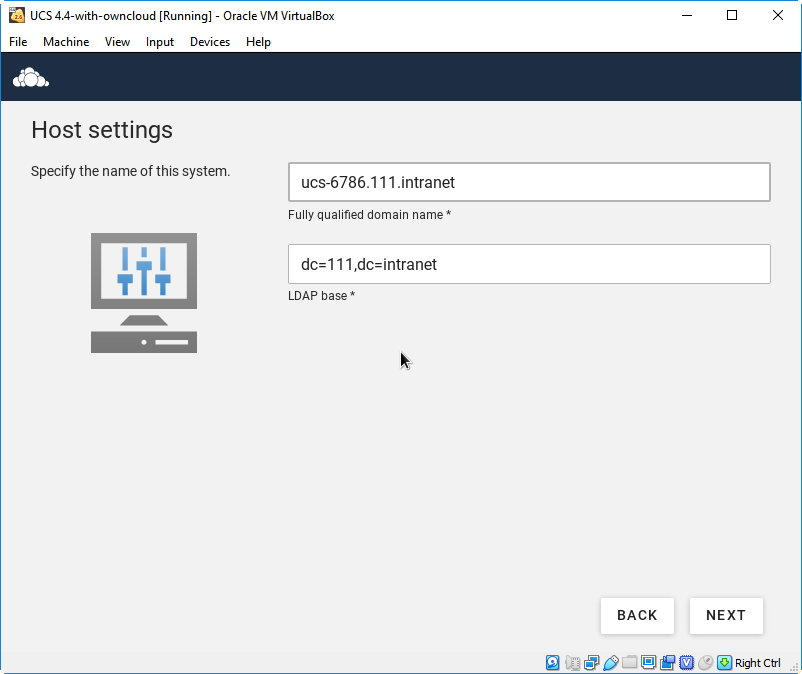 UCS 4.4-with-owncloud [Running] - Oracle VM VirtualBox
File Machine View Input Devices Help
Host settings
Specify the name of this system.
ucs-6786.111.intranet
Fully qualified domain name *
dc=111,dc=intranet
LDAP base *
BACK NEXT
Right Ctrl